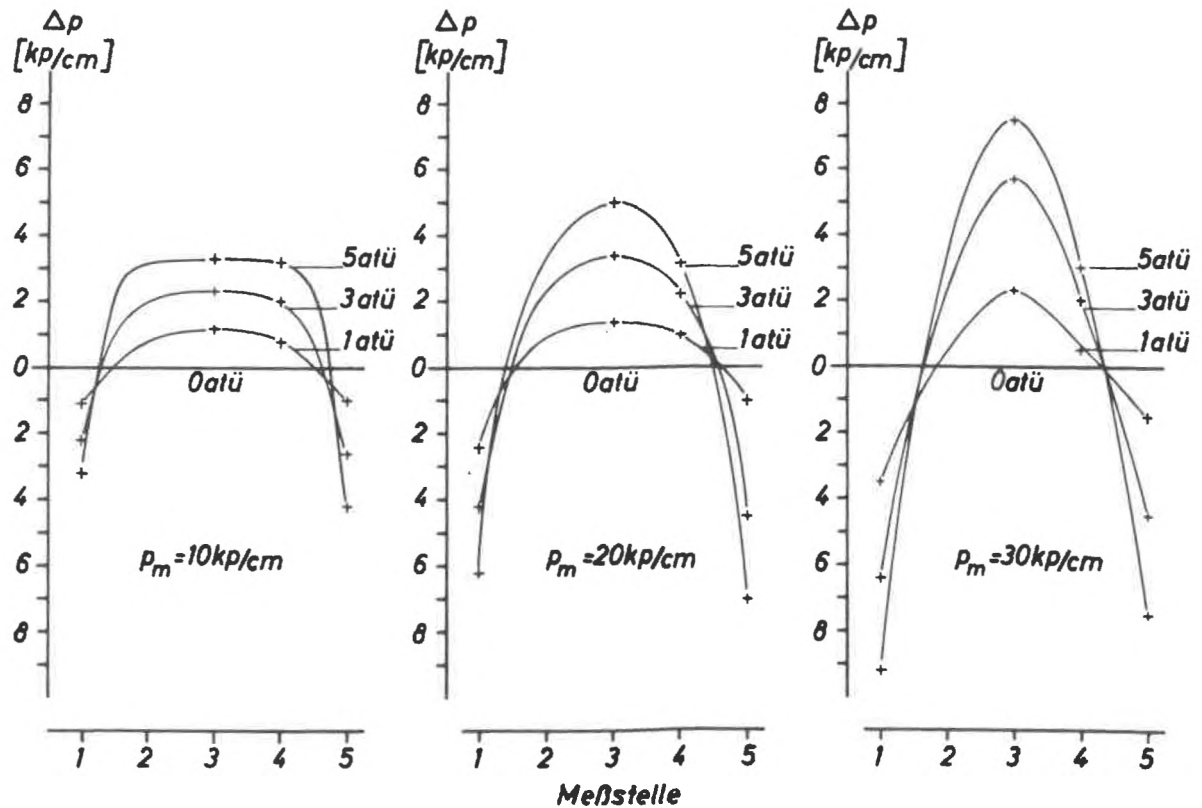 Δp
[kp/cm]
8
6
4
2
0
2
4
6
8
5atü
3atü
1atü
0atü
p_m=10kp/cm
1 2 3 4 5
Δp
[kp/cm]
8
6
4
2
0
2
4
6
8
5atü
3atü
1atü
0atü
p_m=20kp/cm
1 2 3 4 5
Meßstelle
Δp
[kp/cm]
8
6
4
2
0
2
4
6
8
5atü
3atü
1atü
0atü
p_m=30kp/cm
1 2 3 4 5